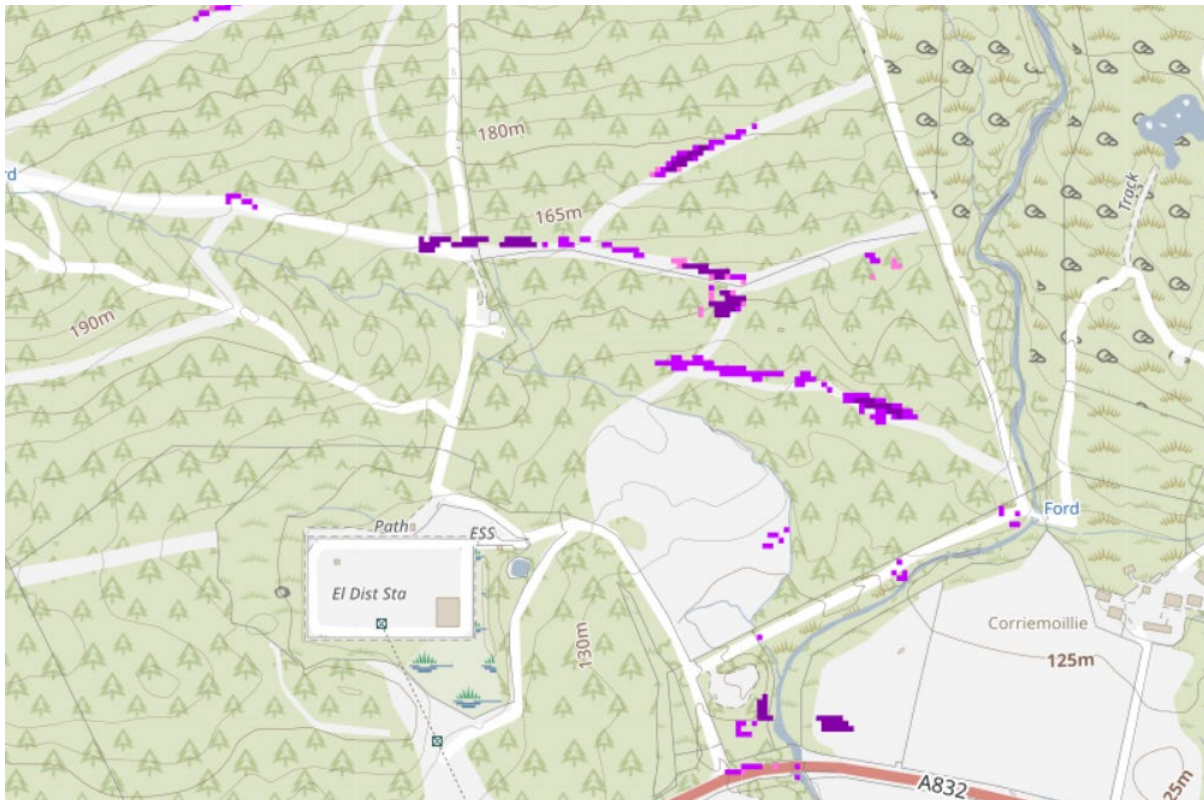 180m
Track
rd
165m
190m
Ford
Path
ESS
El Dist Sta
Corriemoillie
130m
125m
A832
25m